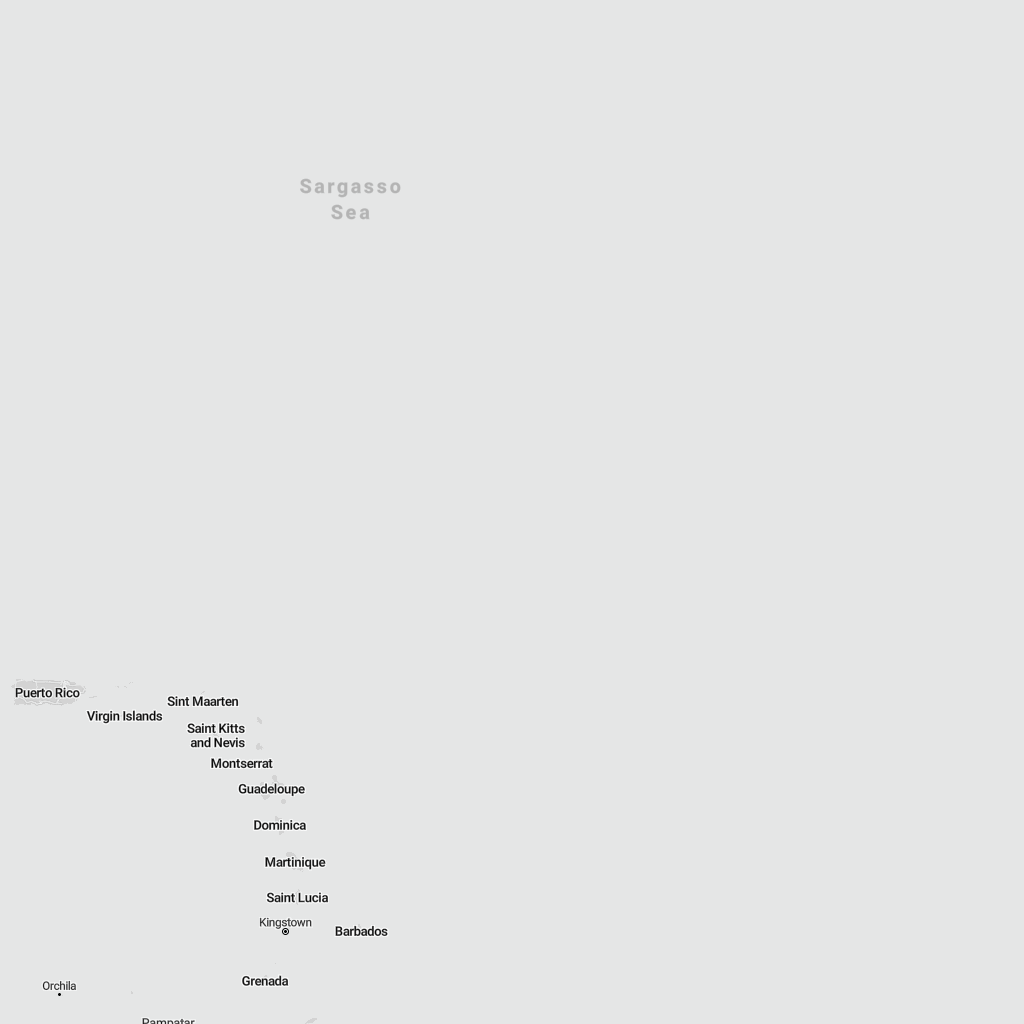 Sargasso
Sea
Puerto Rico
Sint Maarten
Virgin Islands
Saint Kitts
and Nevis
Montserrat
Guadeloupe
Dominica
Martinique
Saint Lucia
Kingstown
Barbados
Grenada
Orchila
Pampatar